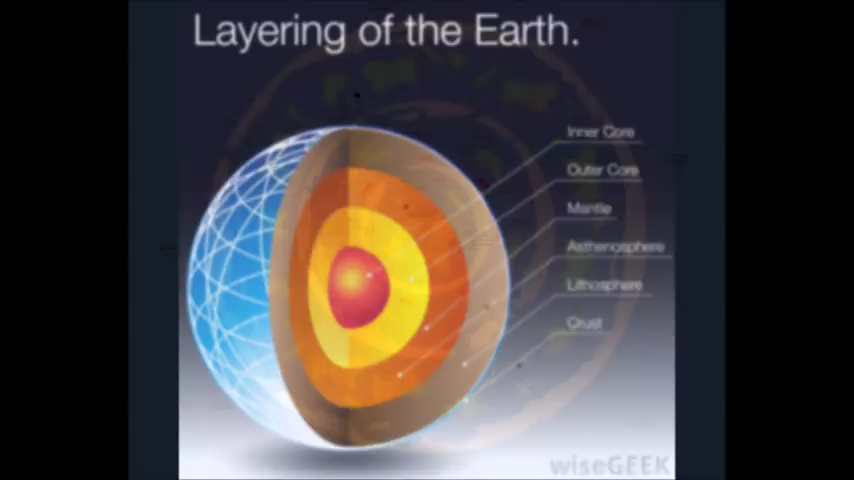 Layering of the Earth.
Inner Core
Outer Core
Mantle
Asthenosphere
Lithosphere
Crust
wiseGEEK